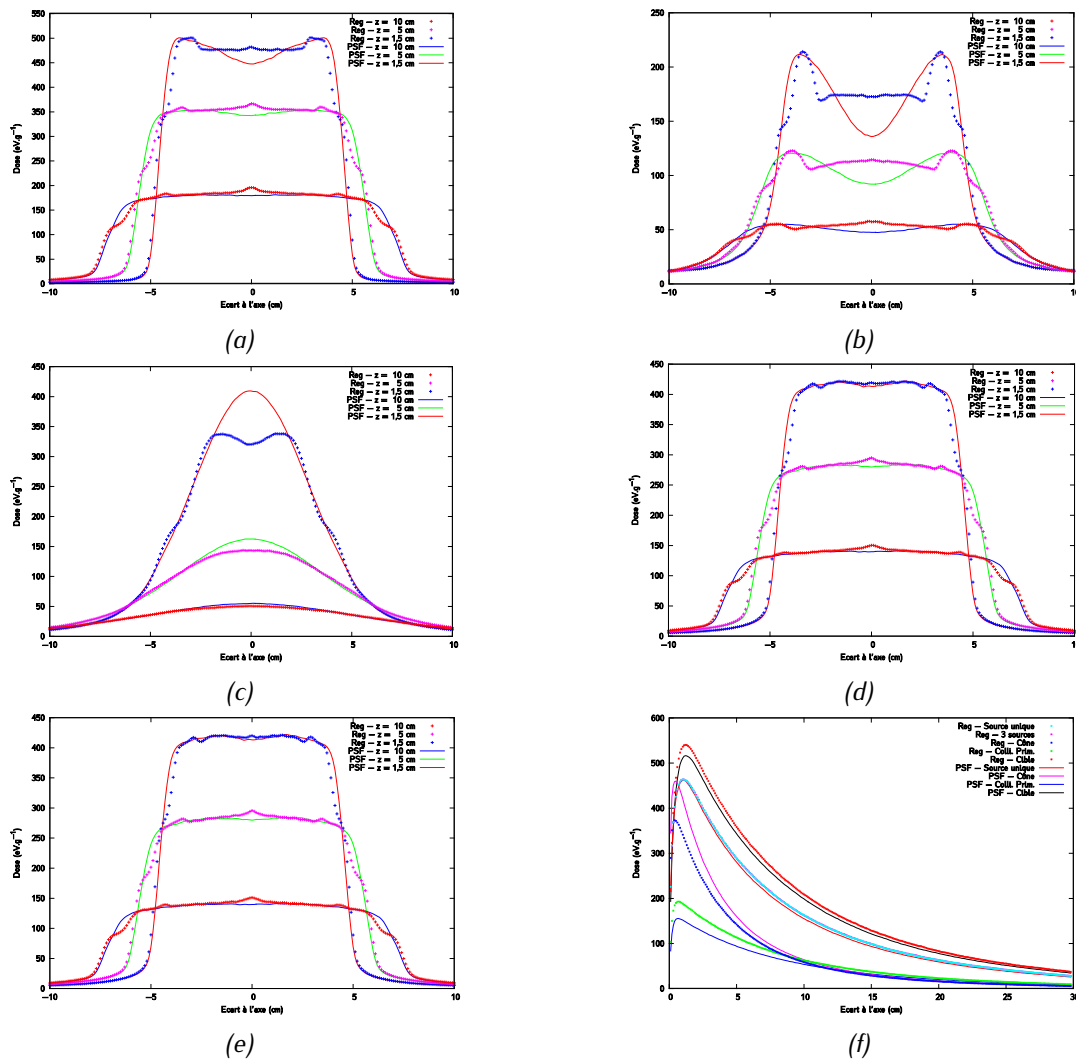 Reg − z = 10 cm
Reg − z = 5 cm
Reg − z = 1,5 cm
PSF − z = 10 cm
PSF − z = 5 cm
PSF − z = 1,5 cm
Dose (eV.g−1)
550
500
450
400
350
300
250
200
150
100
50
0
−10
−5
0
5
10
Ecart à l'axe (cm)
(a)
Reg − z = 10 cm
Reg − z = 5 cm
Reg − z = 1,5 cm
PSF − z = 10 cm
PSF − z = 5 cm
PSF − z = 1,5 cm
Dose (eV.g−1)
250
200
150
100
50
0
−10
−5
0
5
10
Ecart à l'axe (cm)
(b)
Reg − z = 10 cm
Reg − z = 5 cm
Reg − z = 1,5 cm
PSF − z = 10 cm
PSF − z = 5 cm
PSF − z = 1,5 cm
Dose (eV.g−1)
450
400
350
300
250
200
150
100
50
0
−10
−5
0
5
10
Ecart à l'axe (cm)
(c)
Reg − z = 10 cm
Reg − z = 5 cm
Reg − z = 1,5 cm
PSF − z = 10 cm
PSF − z = 5 cm
PSF − z = 1,5 cm
Dose (eV.g−1)
450
400
350
300
250
200
150
100
50
0
−10
−5
0
5
10
Ecart à l'axe (cm)
(d)
Reg − z = 10 cm
Reg − z = 5 cm
Reg − z = 1,5 cm
PSF − z = 10 cm
PSF − z = 5 cm
PSF − z = 1,5 cm
Dose (eV.g−1)
450
400
350
300
250
200
150
100
50
0
−10
−5
0
5
10
Ecart à l'axe (cm)
(e)
Reg − Source unique
Reg − 3 sources
Reg − Cône
Reg − Colli. Prim.
Reg − Cible
PSF − Source unique
PSF − Cône
PSF − Colli. Prim.
PSF − Cible
Dose (eV.g−1)
600
500
400
300
200
100
0
0
5
10
15
20
25
30
Ecart à l'axe (cm)
(f)